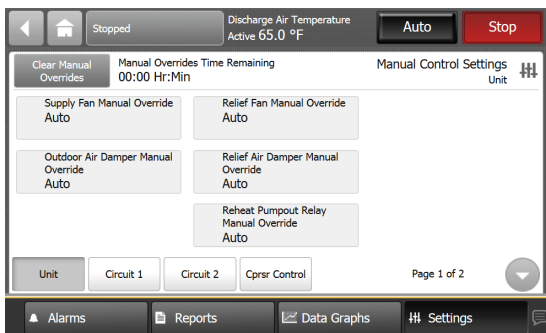 Stopped
Discharge Air Temperature
Active 65.0 °F
Auto
Stop
Clear Manual
Overrides
Manual Overrides Time Remaining
00:00 Hr:Min
Manual Control Settings
Unit
Supply Fan Manual Override
Auto
Relief Fan Manual Override
Auto
Outdoor Air Damper Manual
Override
Auto
Relief Air Damper Manual
Override
Auto
Reheat Pumpout Relay
Manual Override
Auto
Unit
Circuit 1
Circuit 2
Cprsr Control
Page 1 of 2
Alarms
Reports
Data Graphs
Settings